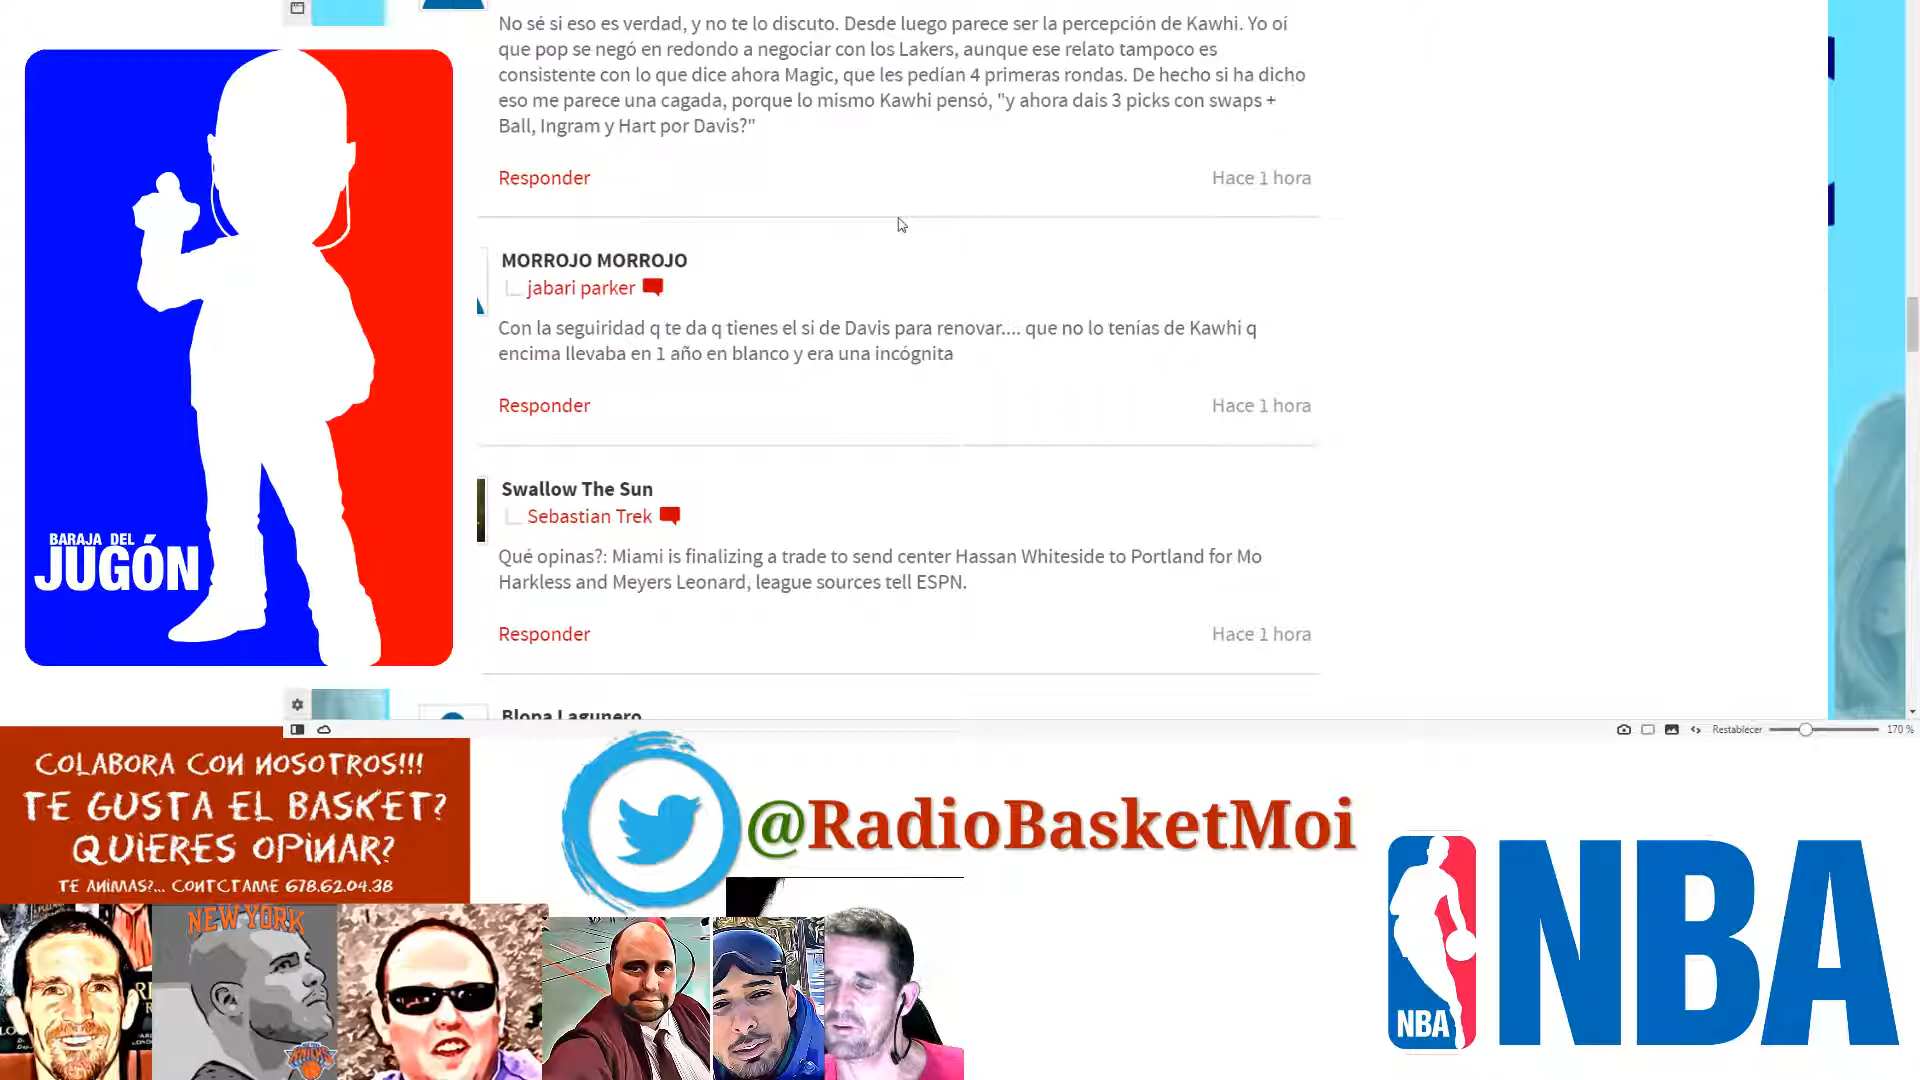 No sé si eso es verdad, y no te lo discuto. Desde luego parece ser la percepción de Kawhi. Yo oí
que pop se negó en redondo a negociar con los Lakers, aunque ese relato tampoco es
consistente con lo que dice ahora Magic, que les pedían 4 primeras rondas. De hecho si ha dicho
eso me parece una cagada, porque lo mismo Kawhi pensó, "y ahora dais 3 picks con swaps +
Ball, Ingram y Hart por Davis?"
Responder
Hace 1 hora
MORROJO MORROJO
jabari parker
Con la seguiridad q te da q tienes el si de Davis para renovar.... que no lo tenías de Kawhi q
encima llevaba en 1 año en blanco y era una incógnita
Responder
Hace 1 hora
Swallow The Sun
Sebastian Trek
Qué opinas?: Miami is finalizing a trade to send center Hassan Whiteside to Portland for Mo
Harkless and Meyers Leonard, league sources tell ESPN.
Responder
Hace 1 hora
Blopa Lagunero
BARAJA DEL
JUGÓN
Restablecer
170 %
COLABORA CON NOSOTROS!!!
TE GUSTA EL BASKET?
QUIERES OPINAR?
TE ANIMAS?... CONTCTAME 678.62.04.38
@RadioBasketMoi
NEW YORK
KNICKS
NBA
NBA